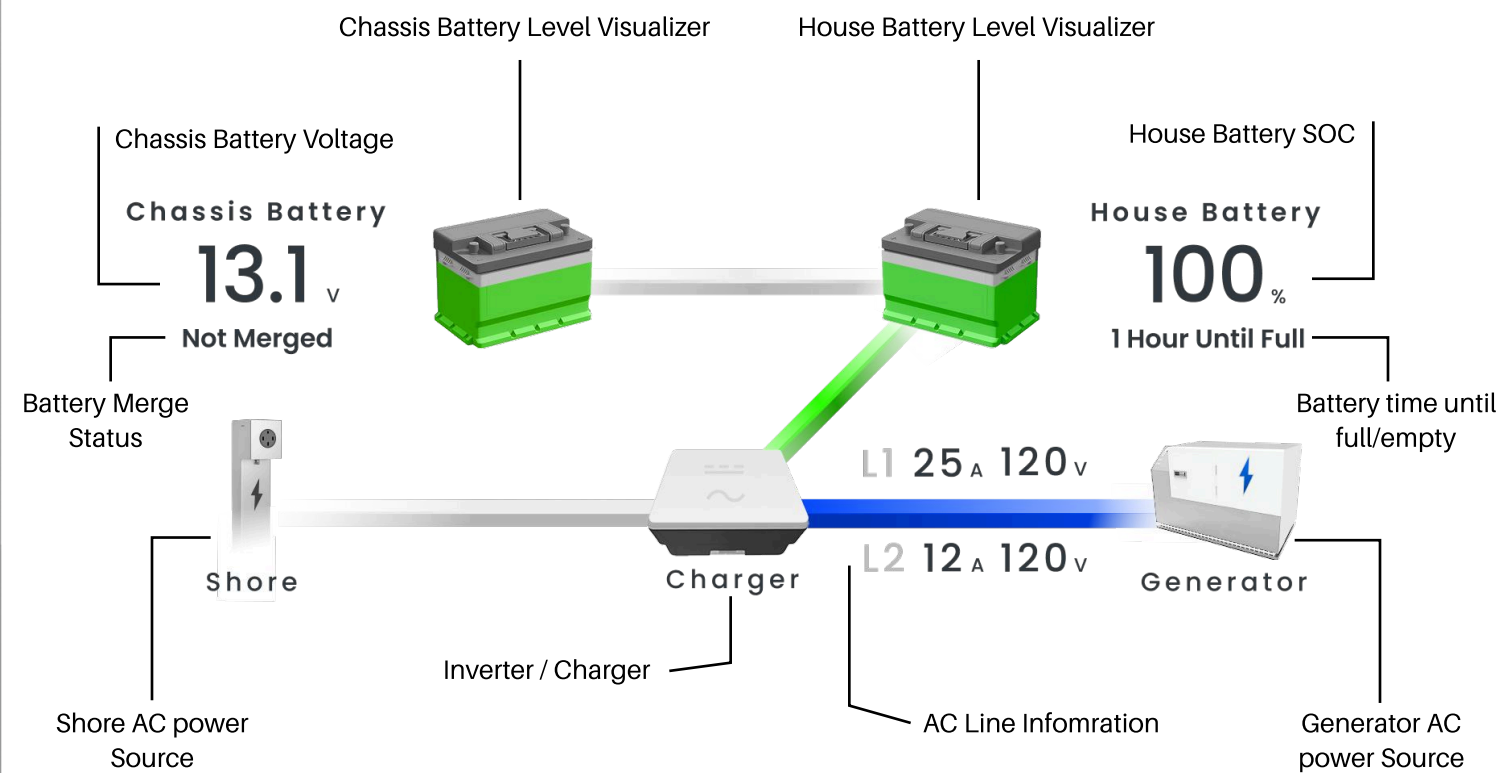 Chassis Battery Level Visualizer
House Battery Level Visualizer
Chassis Battery Voltage
House Battery SOC
Chassis Battery
13.1 V
Not Merged
House Battery
100 %
1 Hour Until Full
Battery Merge
Status
Battery time until
full/empty
L1 25 A 120 V
L2 12 A 120 V
Shore
Charger
Generator
Inverter / Charger
Shore AC power
Source
AC Line Infomration
Generator AC
power Source